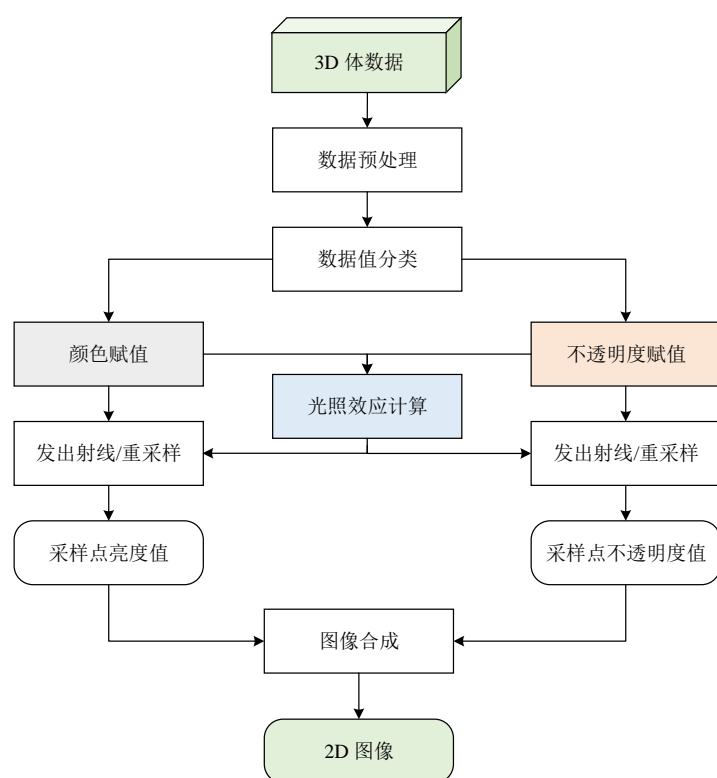 3D 体数据
数据预处理
数据值分类
颜色赋值
不透明度赋值
光照效应计算
发出射线/重采样
发出射线/重采样
采样点亮度值
采样点不透明度值
图像合成
2D 图像